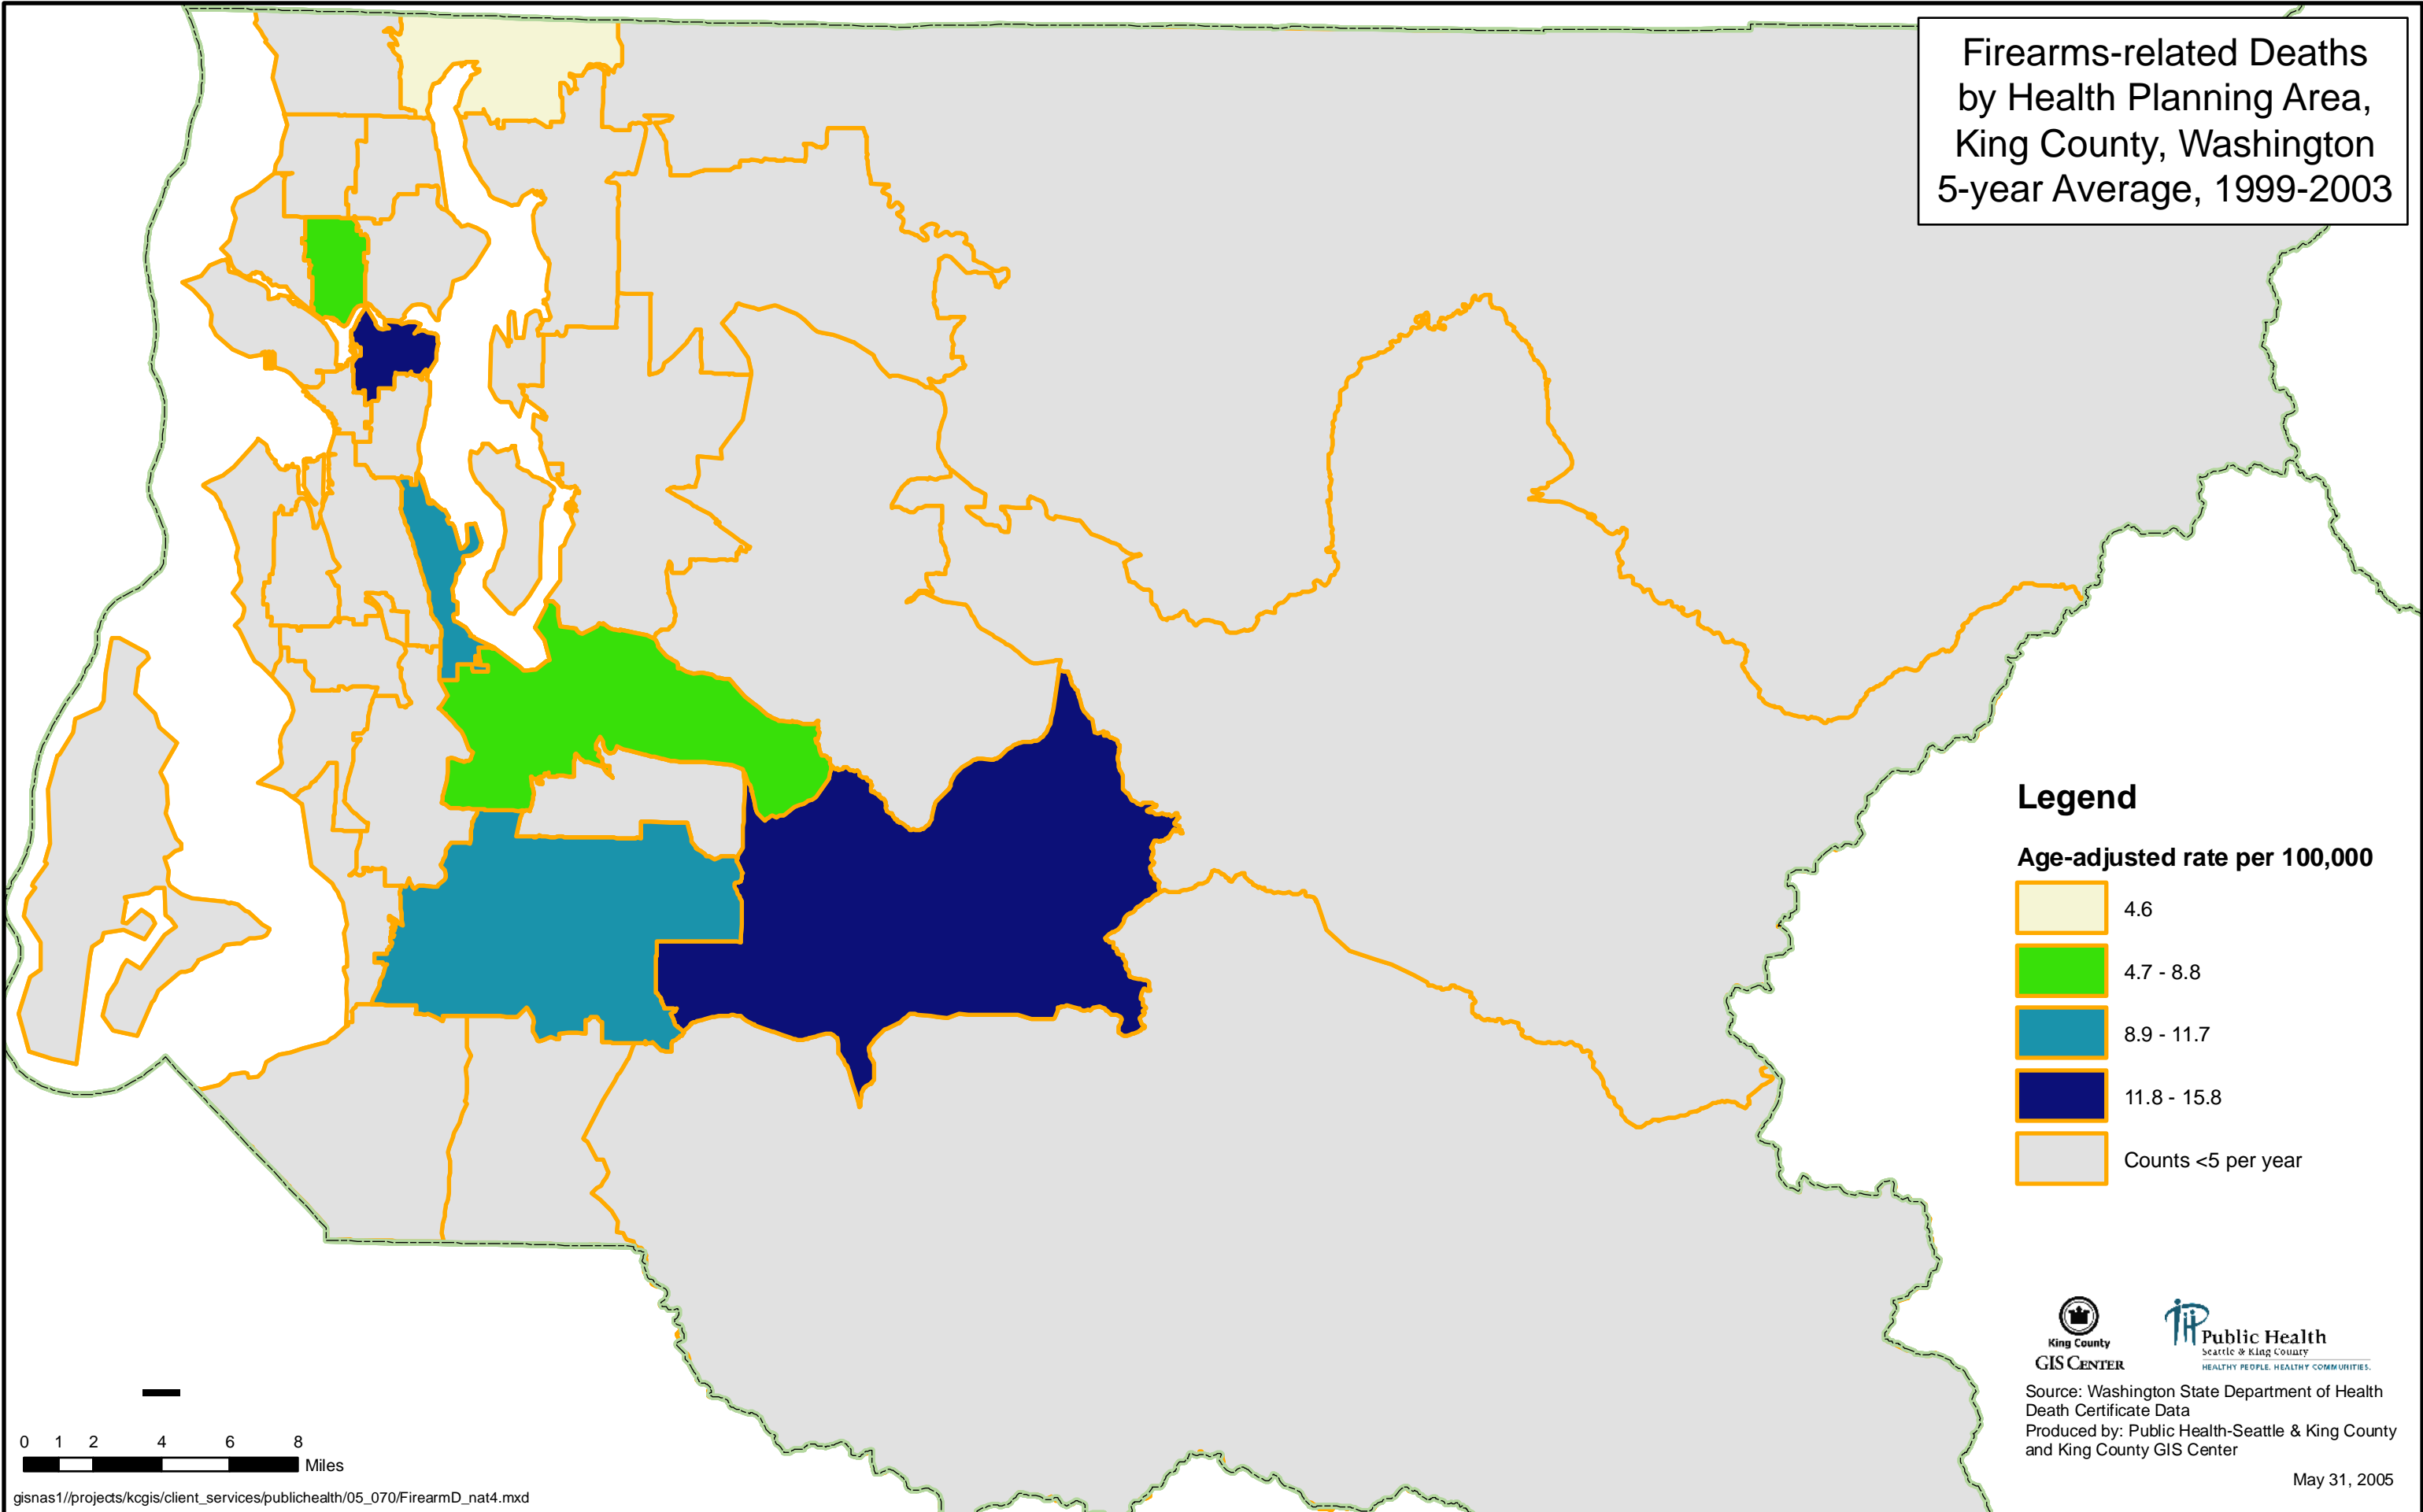 Firearms-related Deaths
by Health Planning Area,
King County, Washington
5-year Average, 1999-2003
Legend
Age-adjusted rate per 100,000
4.6
4.7 - 8.8
8.9 - 11.7
11.8 - 15.8
Counts <5 per year
King County
GIS CENTER
Public Health
Seattle & King County
HEALTHY PEOPLE. HEALTHY COMMUNITIES.
Source: Washington State Department of Health
Death Certificate Data
Produced by: Public Health-Seattle & King County
and King County GIS Center
May 31, 2005
0 1 2 4 6 8
Miles
gisnas1//projects/kcgis/client_services/publichealth/05_070/FirearmD_nat4.mxd